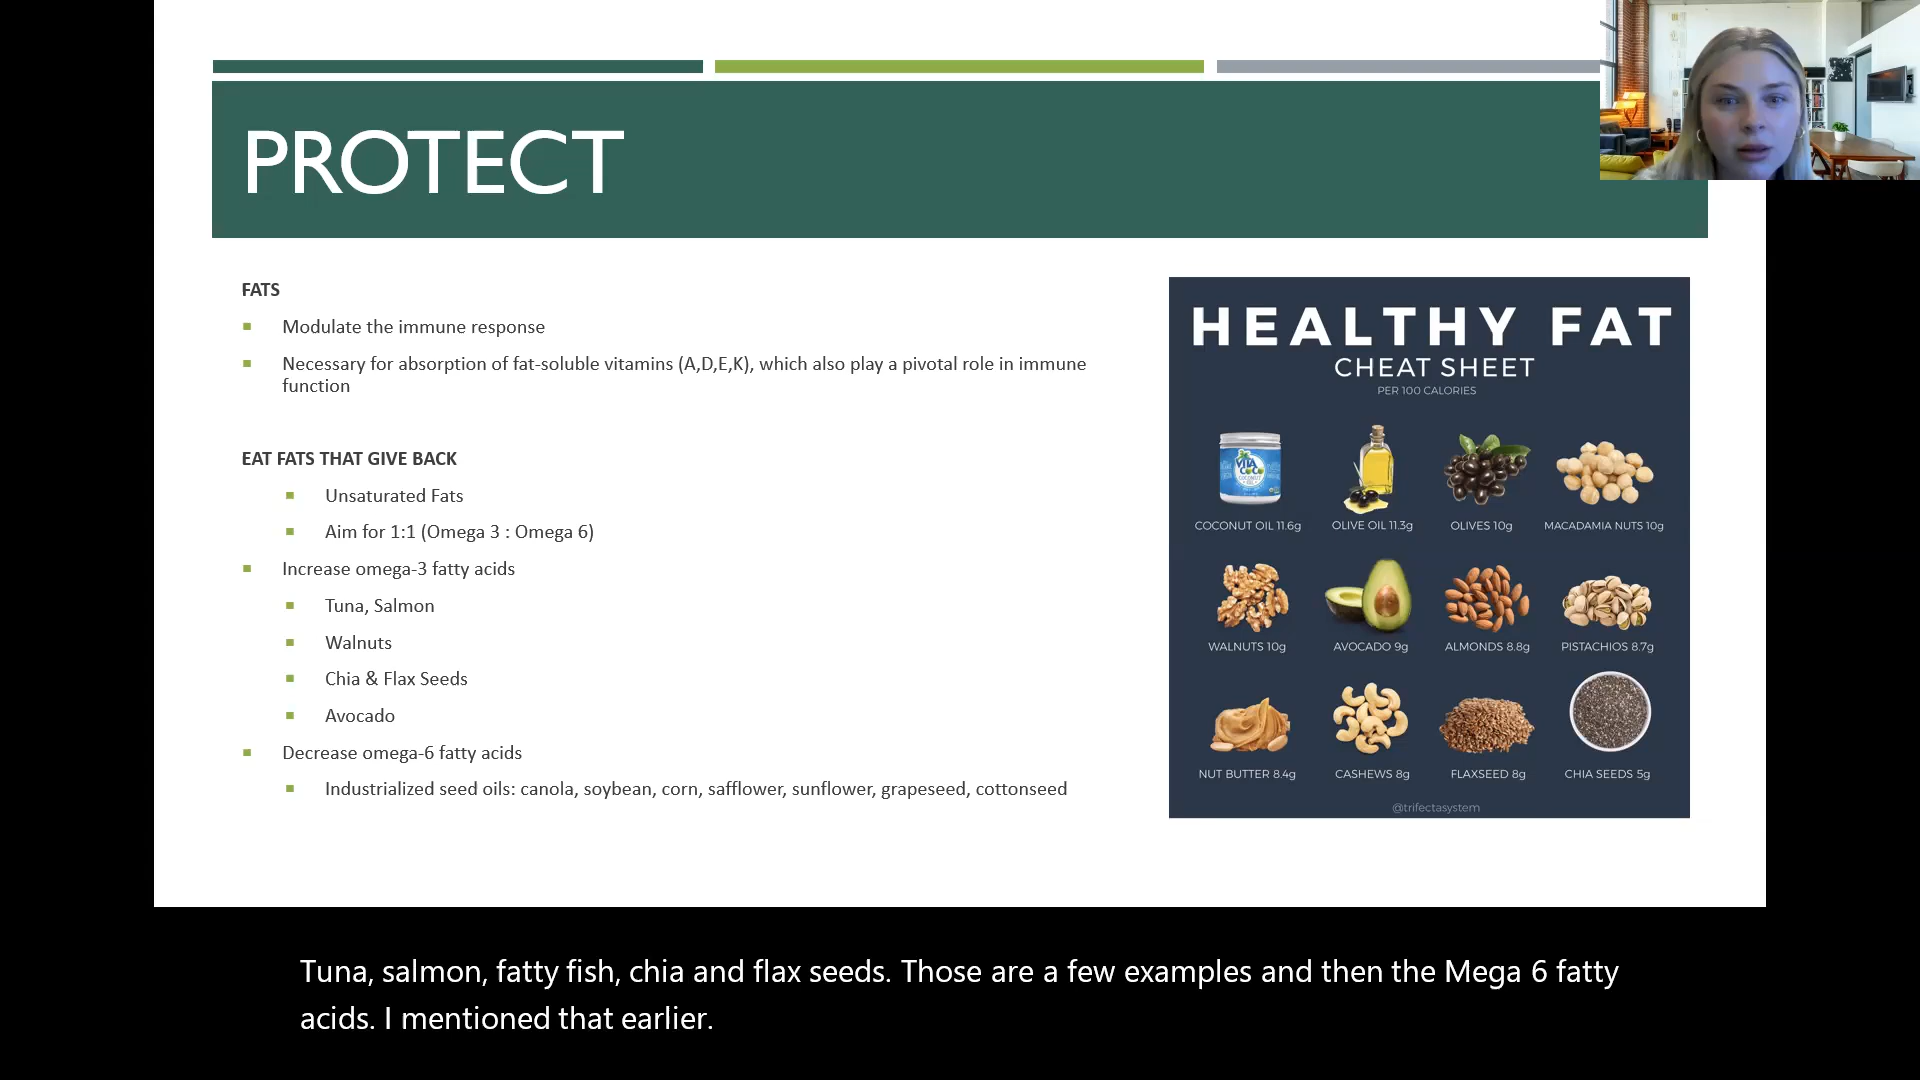 PROTECT
FATS
Modulate the immune response
Necessary for absorption of fat-soluble vitamins (A,D,E,K), which also play a pivotal role in immune
function
EAT FATS THAT GIVE BACK
Unsaturated Fats
Aim for 1:1 (Omega 3 : Omega 6)
Increase omega-3 fatty acids
Tuna, Salmon
Walnuts
Chia & Flax Seeds
Avocado
Decrease omega-6 fatty acids
Industrialized seed oils: canola, soybean, corn, safflower, sunflower, grapeseed, cottonseed
HEALTHY FAT
CHEAT SHEET
PER 100 CALORIES
VITA
COCO
COCONUT OIL 11.6g
OLIVE OIL 11.3g
OLIVES 10g
MACADAMIA NUTS 10g
WALNUTS 10g
AVOCADO 9g
ALMONDS 8.8g
PISTACHIOS 8.7g
NUT BUTTER 8.4g
CASHEWS 8g
FLAXSEED 8g
CHIA SEEDS 5g
@trifectasystem
Tuna, salmon, fatty fish, chia and flax seeds. Those are a few examples and then the Mega 6 fatty
acids. I mentioned that earlier.